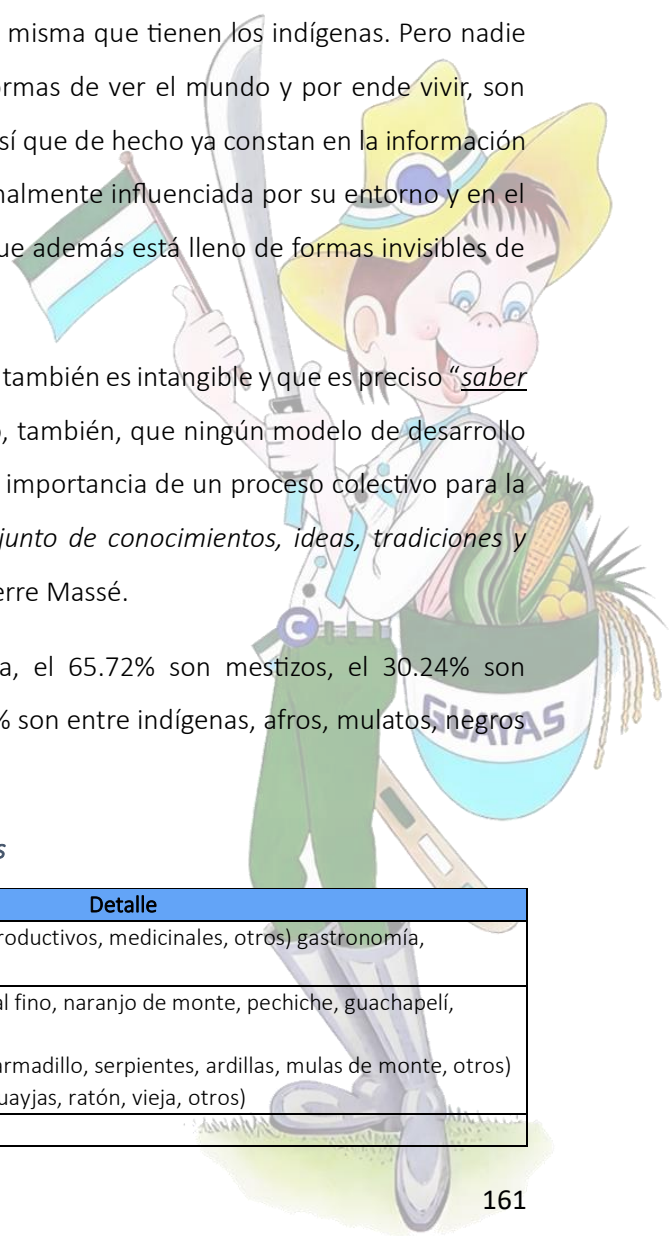 misma que tienen los indígenas. Pero nadie
ormas de ver el mundo y por ende vivir, son
sí que de hecho ya constan en la información
nalmente influenciada por su entorno y en el
ue además está lleno de formas invisibles de
también es intangible y que es preciso “saber
o, también, que ningún modelo de desarrollo
importancia de un proceso colectivo para la
junto de conocimientos, ideas, tradiciones y
erre Massé.
a, el 65.72% son mestizos, el 30.24% son
% son entre indígenas, afros, mulatos, negros
C
GUAYAS
s
Detalle
roductivos, medicinales, otros) gastronomía,
al fino, naranjo de monte, pechiche, guachapelí,
armadillo, serpientes, ardillas, mulas de monte, otros)
uayjas, ratón, vieja, otros)
161